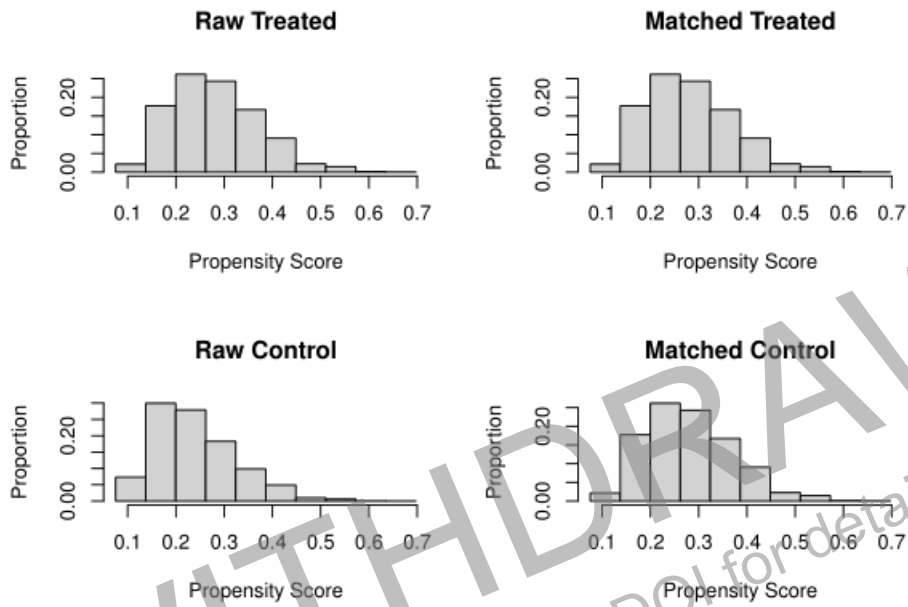 Raw Treated
Proportion
0.20
0.00
0.1 0.2 0.3 0.4 0.5 0.6 0.7
Propensity Score
Matched Treated
Proportion
0.20
0.00
0.1 0.2 0.3 0.4 0.5 0.6 0.7
Propensity Score
Raw Control
Proportion
0.20
0.00
0.1 0.2 0.3 0.4 0.5 0.6 0.7
Propensity Score
Matched Control
Proportion
0.20
0.00
0.1 0.2 0.3 0.4 0.5 0.6 0.7
Propensity Score
DOI for